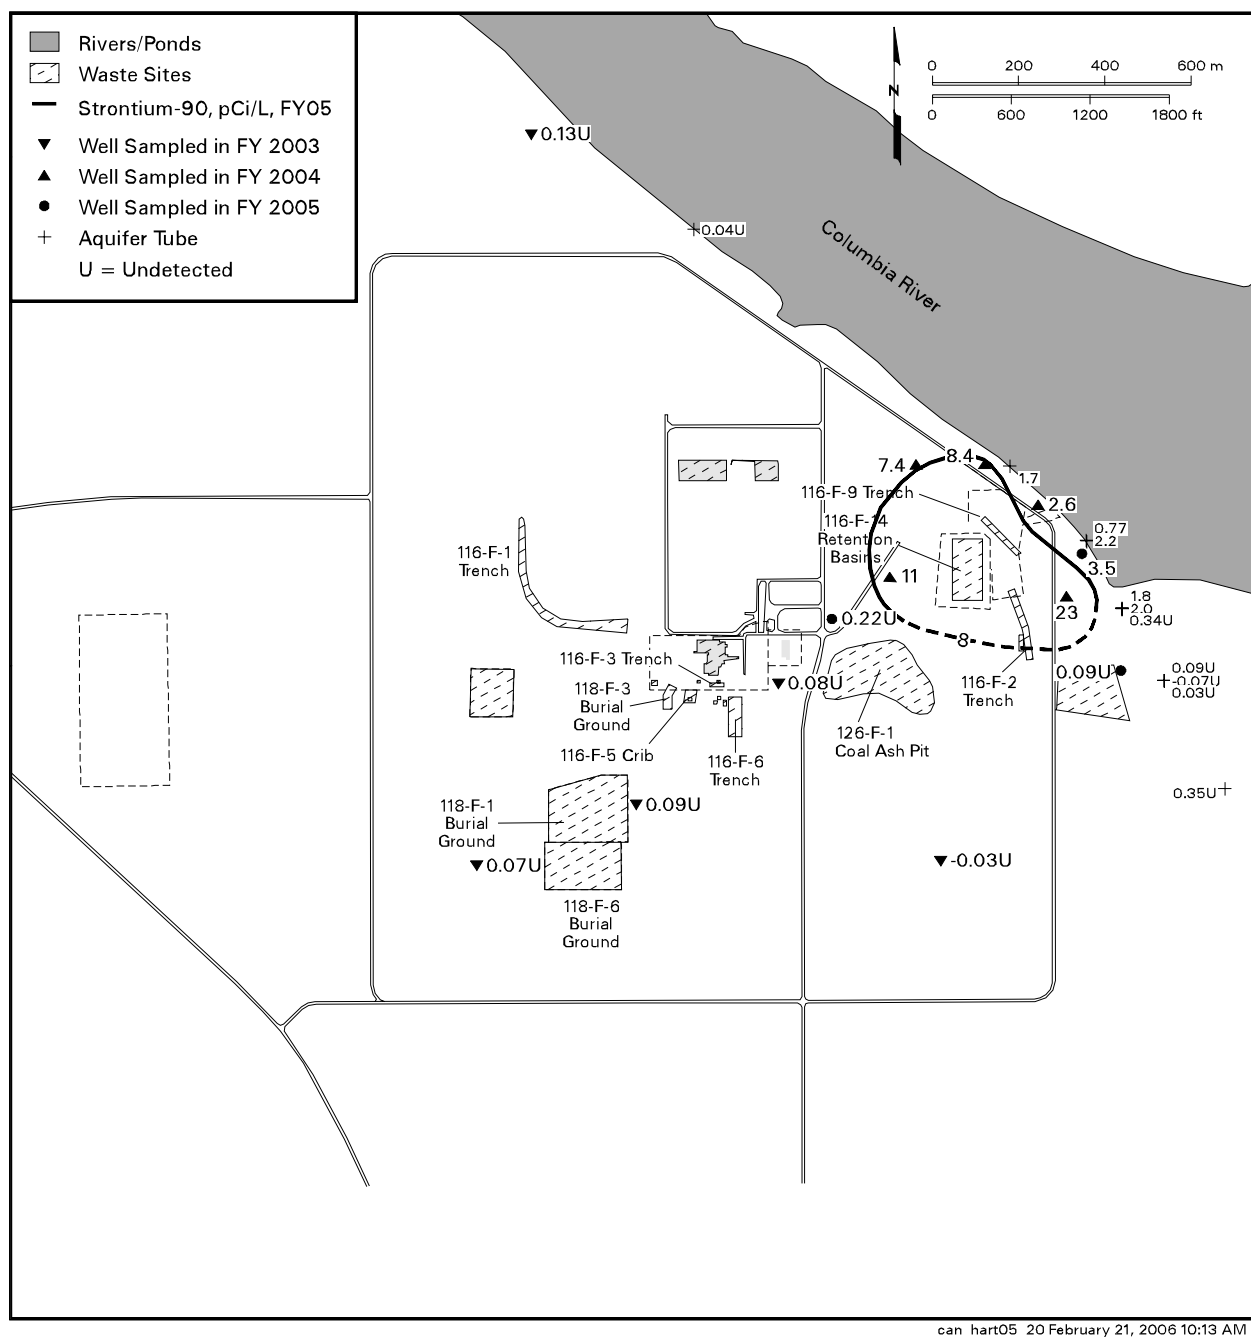 Rivers/Ponds
Waste Sites
Strontium-90, pCi/L, FY05
Well Sampled in FY 2003
Well Sampled in FY 2004
Well Sampled in FY 2005
Aquifer Tube
U = Undetected
0 200 400 600 m
N
0 600 1200 1800 ft
0.13U
0.04U
Columbia River
7.4
8.4
1.7
116-F-9 Trench
2.6
116-F-14
Retention
Basins
0.77
2.2
3.5
116-F-1
Trench
11
23
1.8
2.0
0.34U
0.22U
8
116-F-3 Trench
0.09U
0.09U
-0.07U
0.03U
118-F-3
Burial
Ground
0.08U
116-F-2
Trench
116-F-5 Crib
116-F-6
Trench
126-F-1
Coal Ash Pit
0.35U
118-F-1
Burial
Ground
0.09U
0.07U
-0.03U
118-F-6
Burial
Ground
can_hart05_20 February 21, 2006 10:13 AM